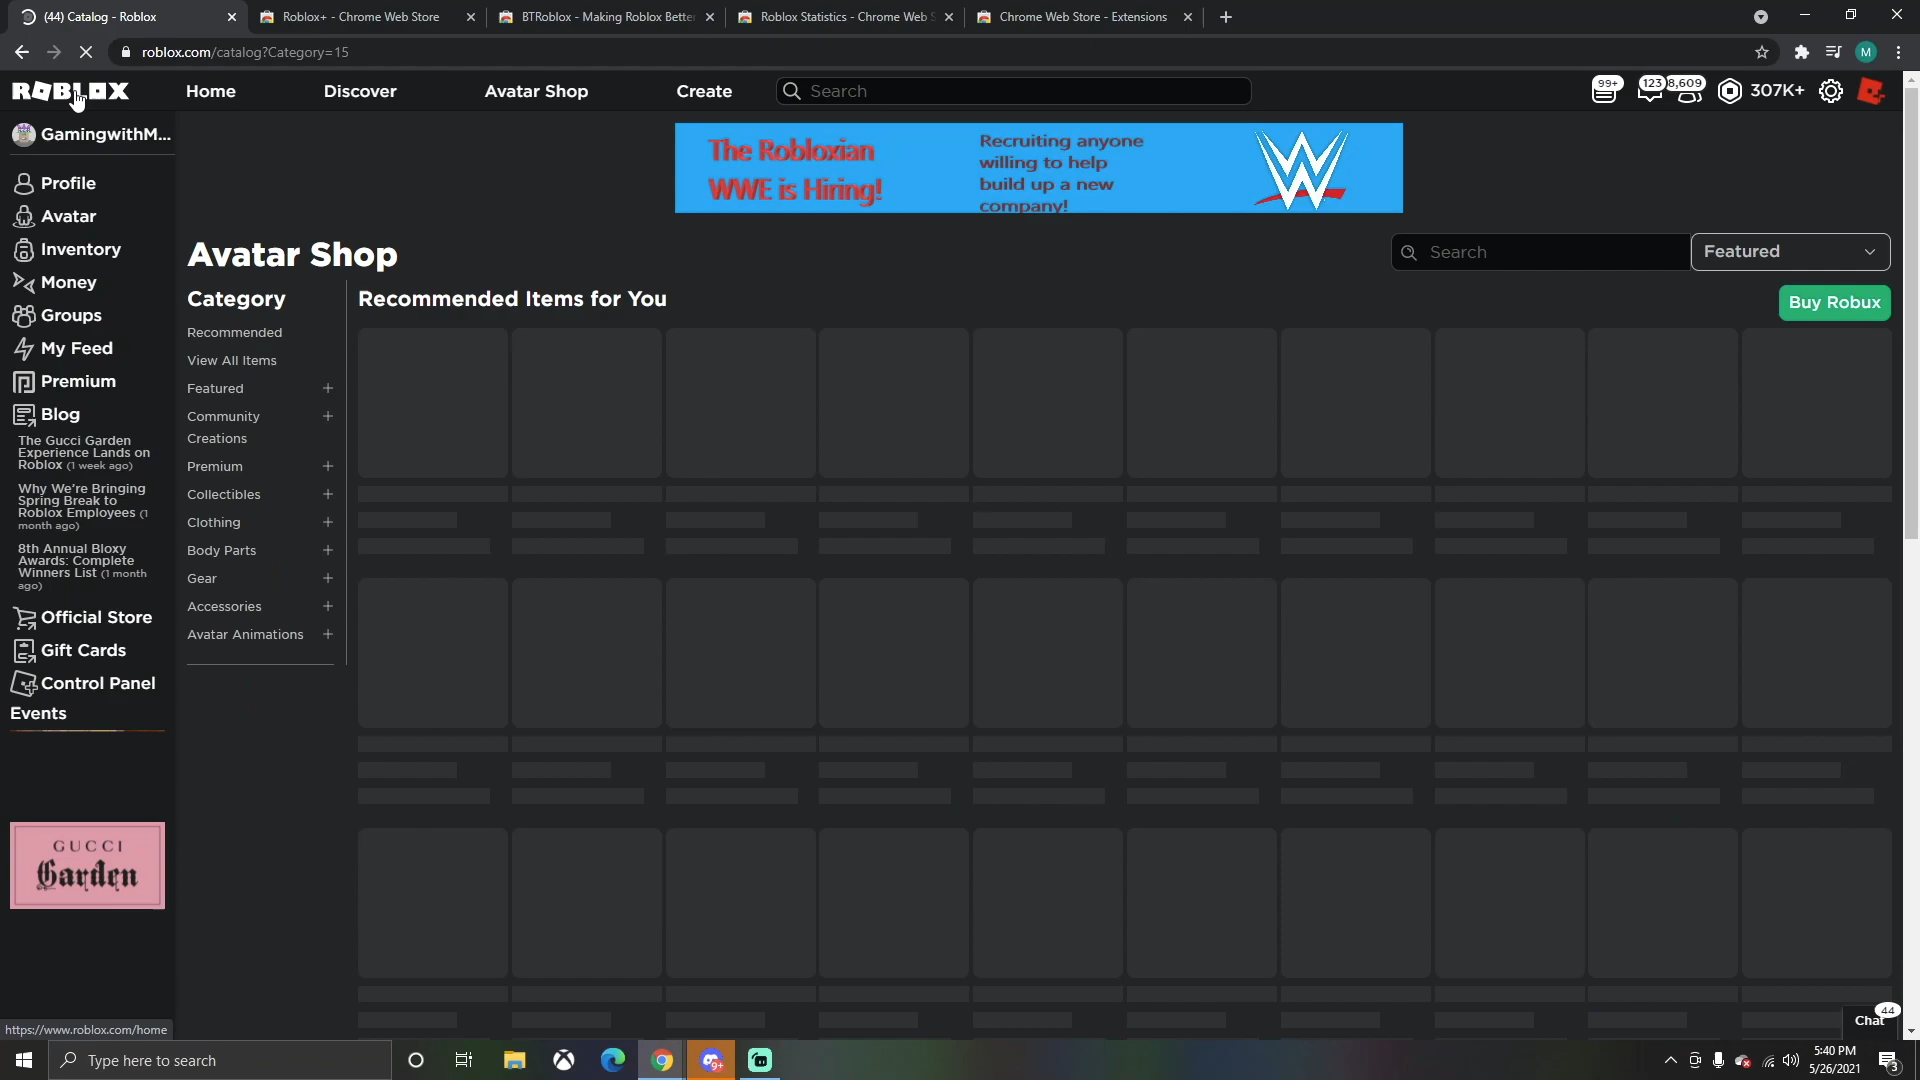 (44) Catalog - Roblox
Roblox+ - Chrome Web Store
BTRoblox - Making Roblox Better
Roblox Statistics - Chrome Web S
Chrome Web Store - Extensions
roblox.com/catalog?Category=15
M
ROBLOX
Home
Discover
Avatar Shop
Create
Search
99+
123
8,609
307K+
GamingwithM...
Profile
Avatar
Inventory
Money
Groups
My Feed
Premium
Blog
The Gucci Garden
Experience Lands on
Roblox (1 week ago)
Why We're Bringing
Spring Break to
Roblox Employees (1
month ago)
8th Annual Bloxy
Awards: Complete
Winners List (1 month
ago)
Official Store
Gift Cards
Control Panel
Events
GUCCI
Garden
https://www.roblox.com/home
The Robloxian
WWE is Hiring!
Recruiting anyone
willing to help
build up a new
company!
W
Avatar Shop
Search
Featured
Category
Recommended
View All Items
Featured
Community
Creations
Premium
Collectibles
Clothing
Body Parts
Gear
Accessories
Avatar Animations
Recommended Items for You
Buy Robux
Chat
44
Type here to search
9+
5:40 PM
5/26/2021
3